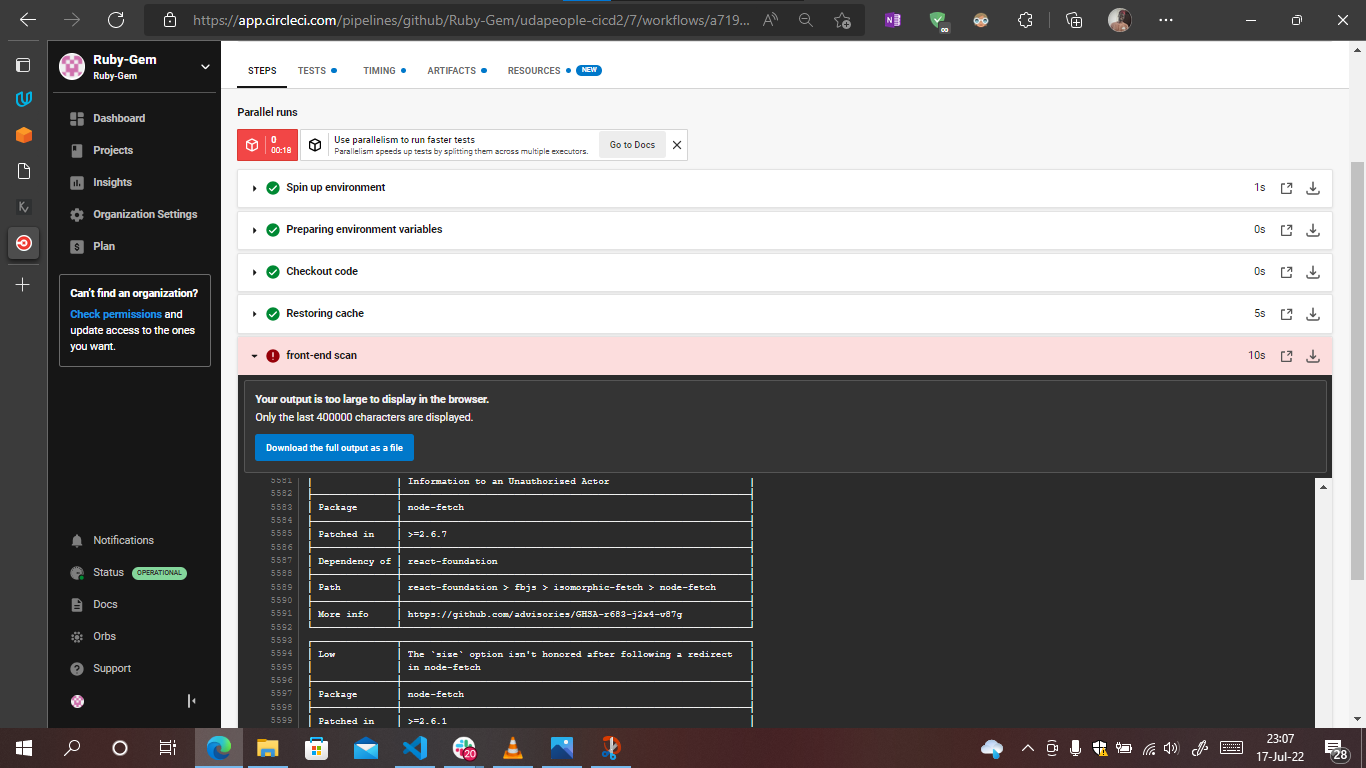 https://app.circleci.com/pipelines/github/Ruby-Gem/udapeople-cicd2/7/workflows/a719...
Ruby-Gem
Ruby-Gem
Dashboard
Projects
Insights
Organization Settings
Plan
Can't find an organization?
Check permissions and
update access to the ones
you want.
Notifications
Status OPERATIONAL
Docs
Orbs
Support
STEPS TESTS TIMING ARTIFACTS RESOURCES NEW
Parallel runs
0
00:18
Use parallelism to run faster tests
Parallelism speeds up tests by splitting them across multiple executors.
Go to Docs
Spin up environment 1s
Preparing environment variables 0s
Checkout code 0s
Restoring cache 5s
front-end scan 10s
Your output is too large to display in the browser.
Only the last 400000 characters are displayed.
Download the full output as a file
5581 Information to an Unauthorized Actor
5582
5583 Package node-fetch
5584
5585 Patched in >=2.6.7
5586
5587 Dependency of react-foundation
5588
5589 Path react-foundation > fbjs > isomorphic-fetch > node-fetch
5590
5591 More info https://github.com/advisories/GHSA-r683-j2x4-v87g
5592
5593
5594 Low The `size` option isn't honored after following a redirect
5595 in node-fetch
5596
5597 Package node-fetch
5598
5599 Patched in >=2.6.1
20
23:07
17-Jul-22
28